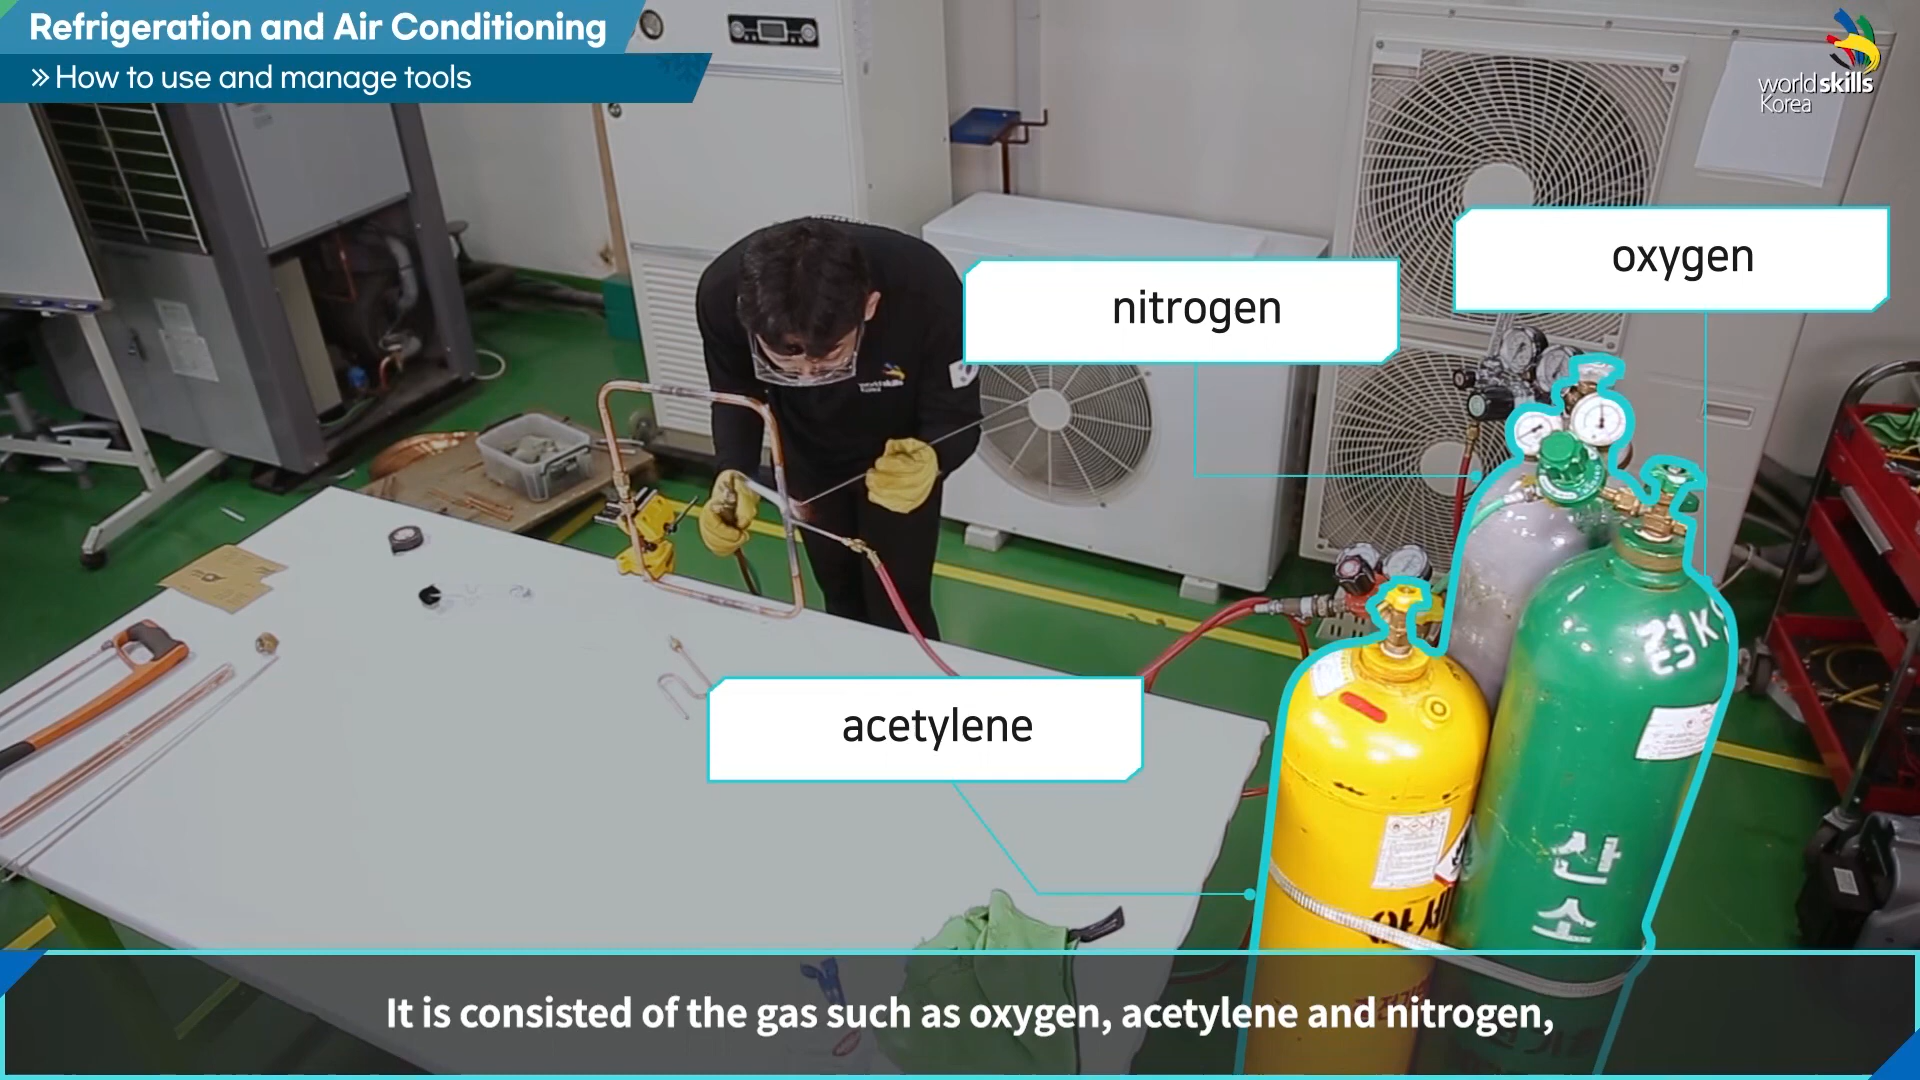 Refrigeration and Air Conditioning
» How to use and manage tools
worldskills
Korea
oxygen
nitrogen
acetylene
산
소
It is consisted of the gas such as oxygen, acetylene and nitrogen,